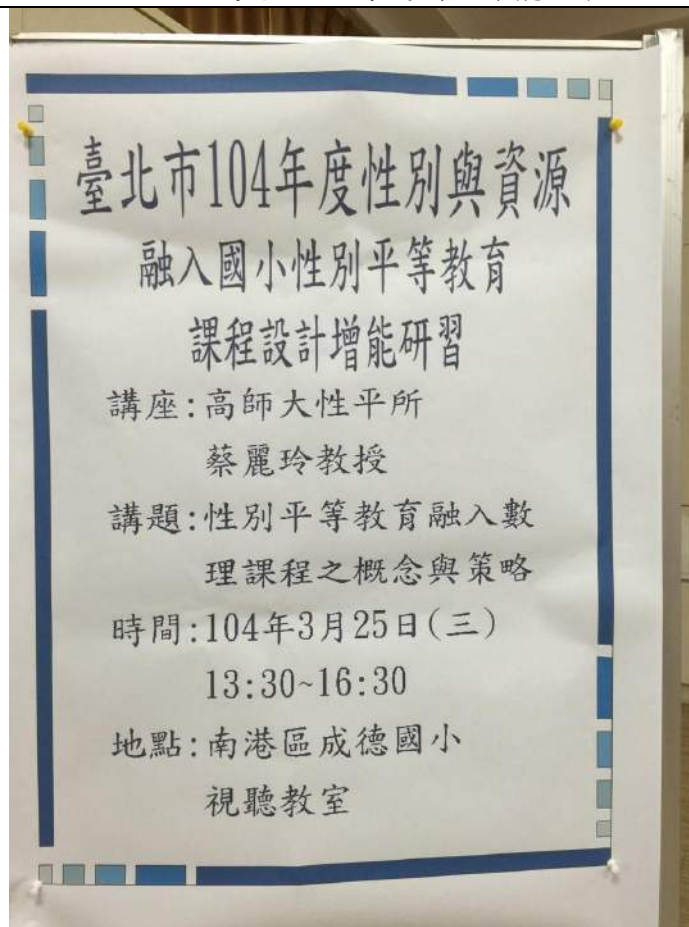 臺北市104年度性別與資源
融入國小性別平等教育
課程設計增能研習
講座:高師大性平所
蔡麗玲教授
講題:性別平等教育融入數
理課程之概念與策略
時間:104年3月25日(三)
13:30~16:30
地點:南港區成德國小
視聽教室